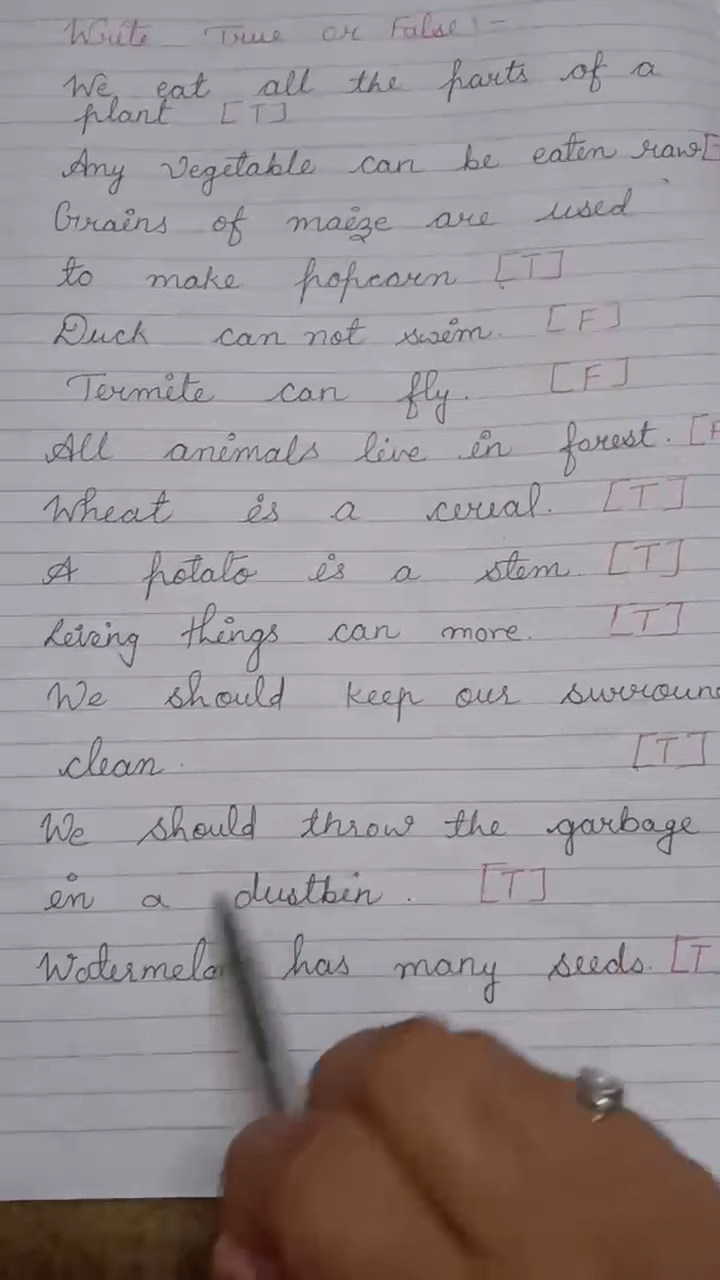 Write True or False :-
We eat all the parts of a
plant [T]
Any vegetable can be eaten raw [
Grains of maize are used
to make popcorn [T]
Duck can not swim. [F]
Termite can fly. [F]
All animals live in forest. [F
Wheat is a cereal. [T]
A potato is a stem [T]
Living things can more. [T]
We should keep our surroun
clean. [T]
We should throw the garbage
in a dustbin. [T]
Watermelo has many seeds. [T